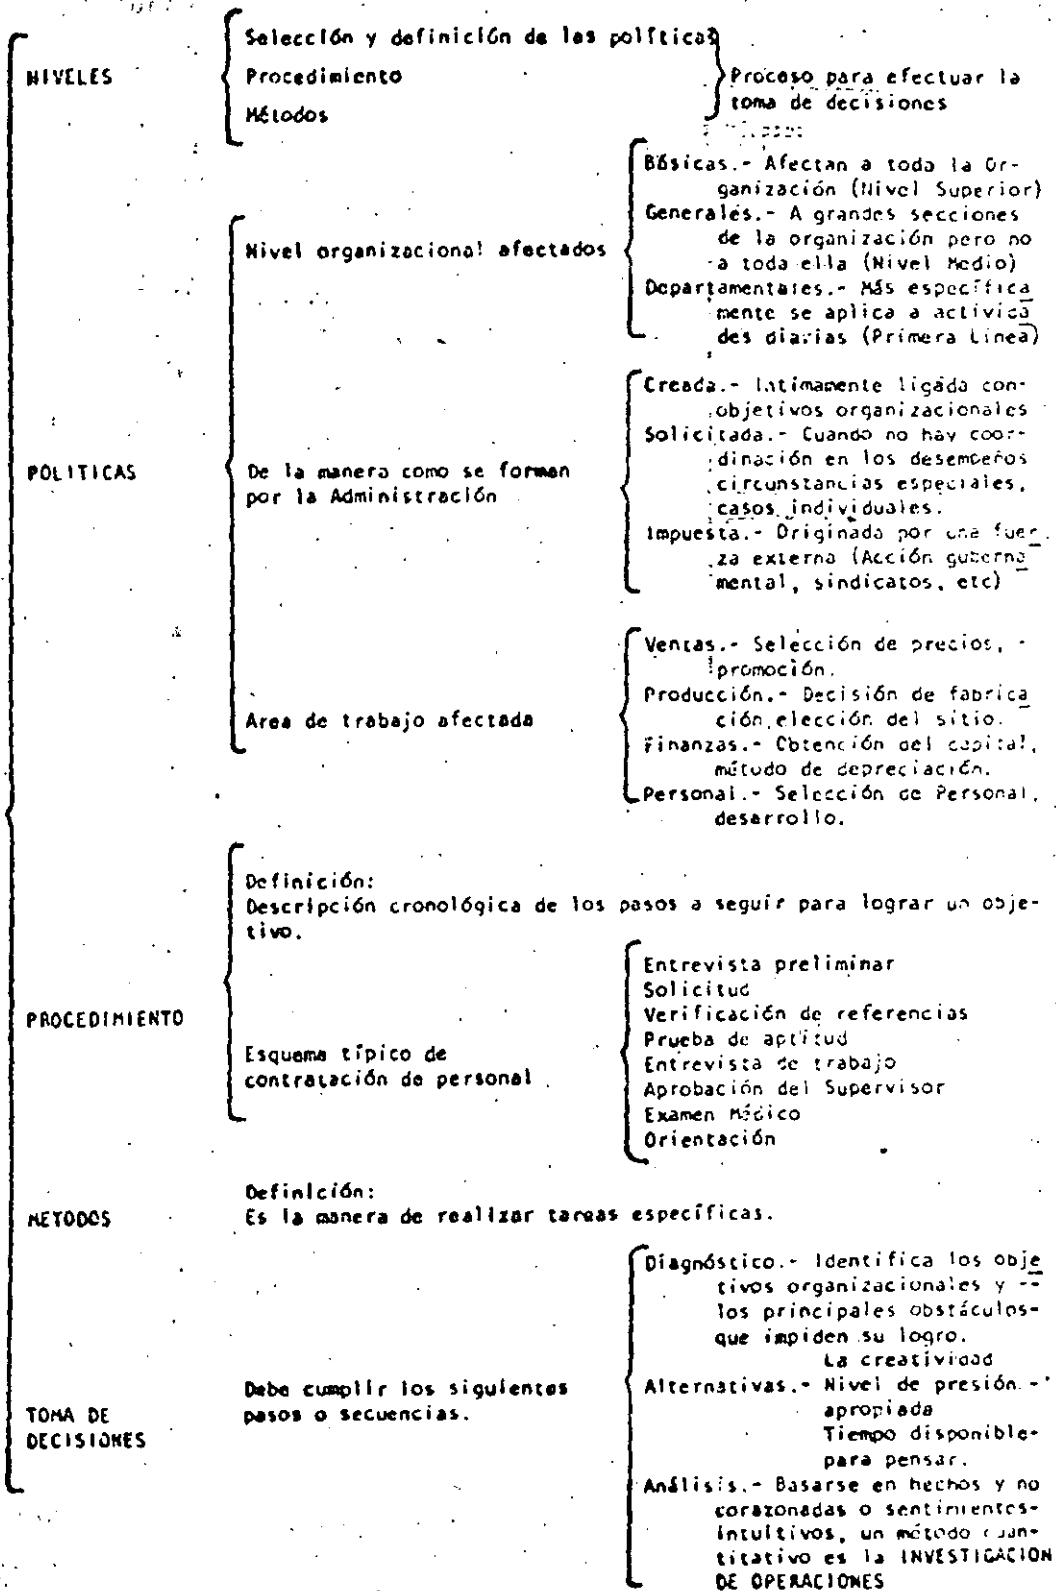 NIVELES
Selección y definición de las políticas
Procedimiento
Métodos
Proceso para efectuar la
toma de decisiones
POLITICAS
Nivel organizacional afectados
Básicas.- Afectan a toda la Or-
ganización (Nivel Superior)
Generales.- A grandes secciones
de la organización pero no
a toda ella (Nivel Medio)
Departamentales.- Más específica
mente se aplica a activida
des diarias (Primera Linea)
De la manera como se forman
por la Administración
Creada.- Intimamente ligada con-
objetivos organizacionales
Solicitada.- Cuando no hay coor-
dinación en los desempeños
circunstancias especiales,
casos individuales.
Impuesta.- Originada por una fuer
za externa (Acción guberna
mental, sindicatos, etc)
Area de trabajo afectada
Ventas.- Selección de precios, -
promoción.
Producción.- Decisión de fabrica
ción elección del sitio.
Finanzas.- Obtención del capital,
método de depreciación.
Personal.- Selección de Personal,
desarrollo.
PROCEDIMIENTO
Definición:
Descripción cronológica de los pasos a seguir para lograr un obje-
tivo.
Esquema típico de
contratación de personal
Entrevista preliminar
Solicitud
Verificación de referencias
Prueba de aptitud
Entrevista de trabajo
Aprobación del Supervisor
Examen Médico
Orientación
METODOS
Definición:
Es la manera de realizar tareas específicas.
TOMA DE
DECISIONES
Debe cumplir los siguientes
pasos o secuencias.
Diagnóstico.- Identifica los obje
tivos organizacionales y --
los principales obstáculos-
que impiden su logro.
La creatividad
Alternativas.- Nivel de presión -
apropiada
Tiempo disponible-
para pensar.
Análisis.- Basarse en hechos y no
corazonadas o sentimientos-
intuitivos, un método cuan-
titativo es la INVESTIGACION
DE OPERACIONES